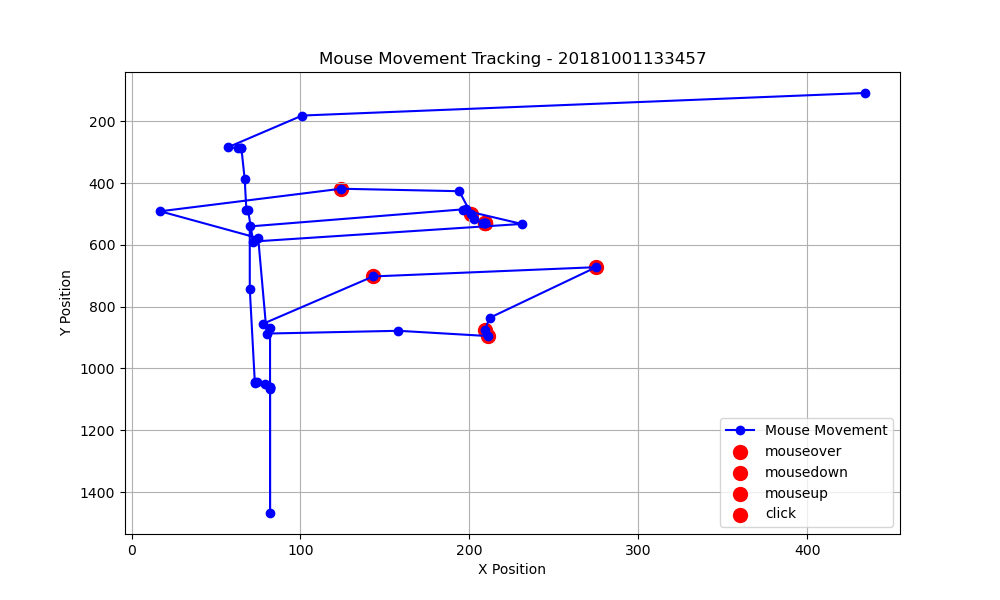 Mouse Movement Tracking - 20181001133457
Y Position
200
400
600
800
1000
1200
1400
0
100
200
300
400
X Position
Mouse Movement
mouseover
mousedown
mouseup
click